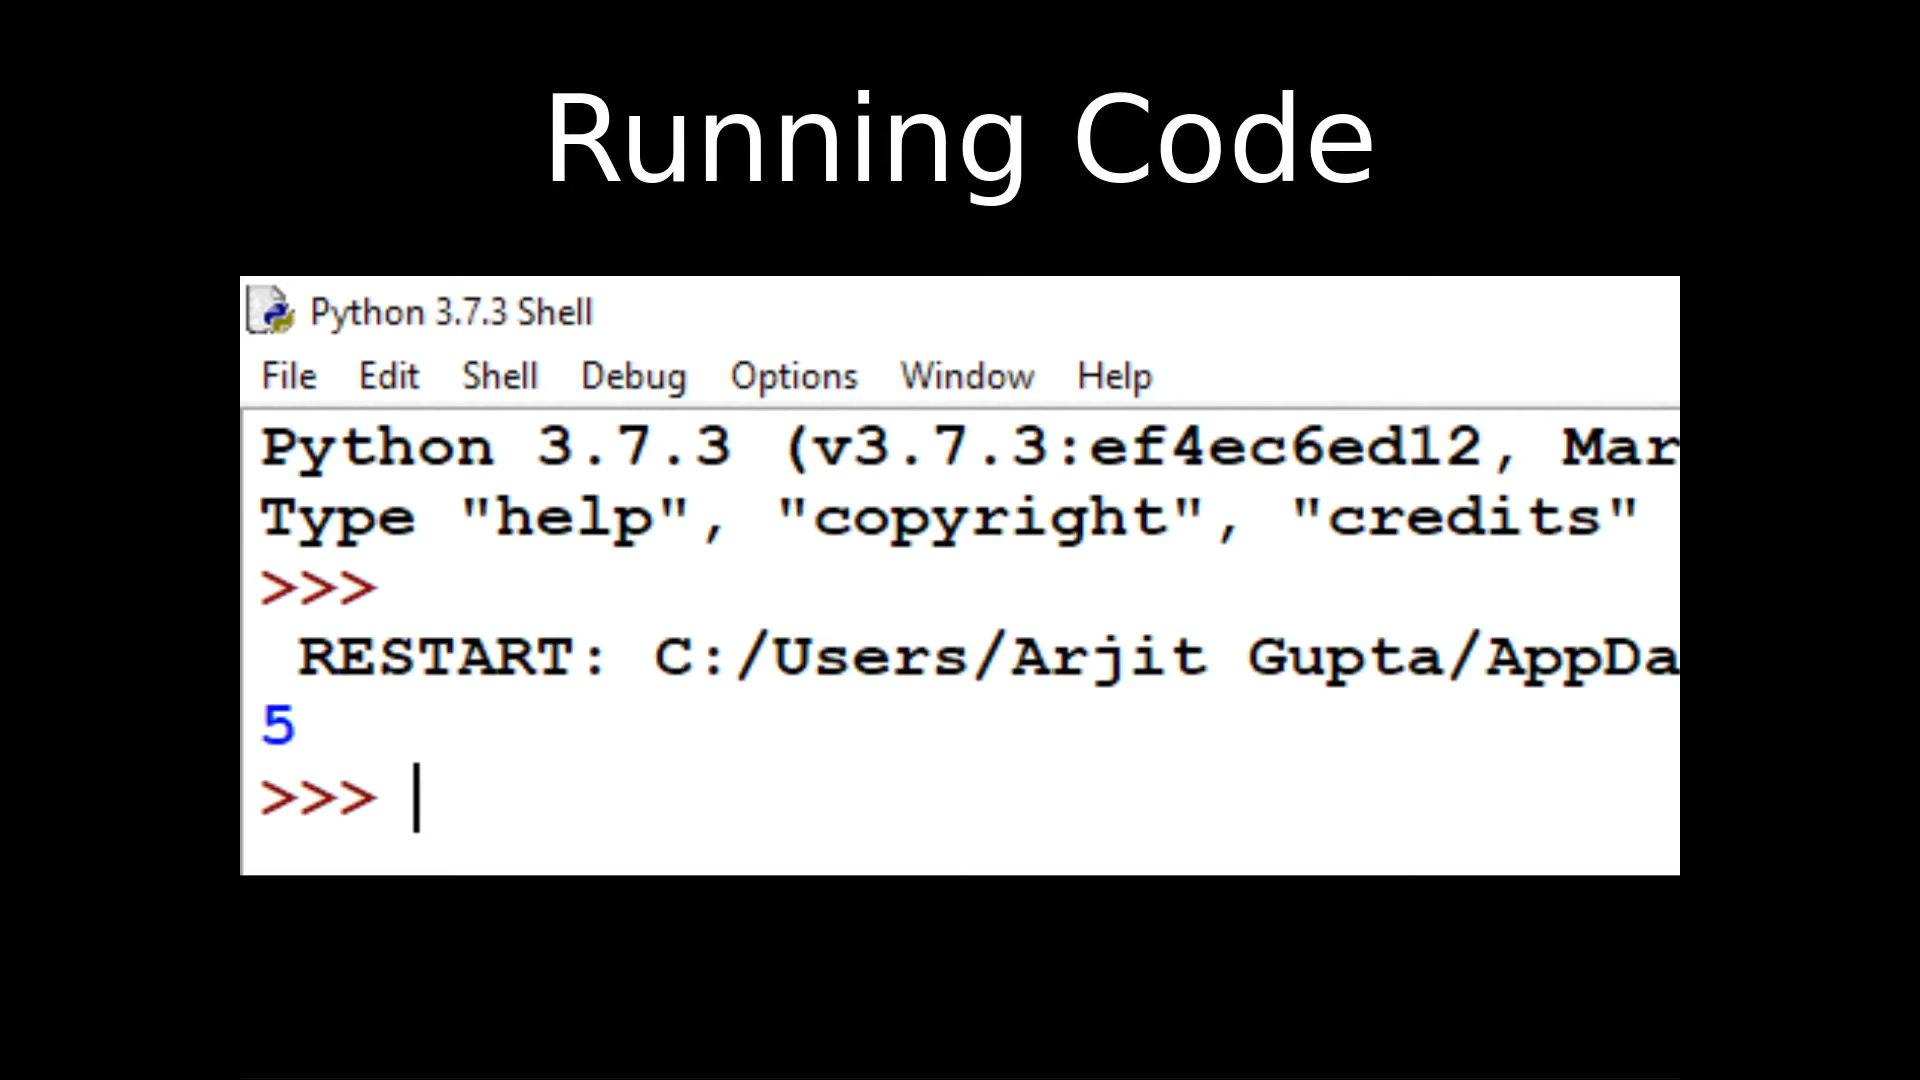 Running Code
Python 3.7.3 Shell
File Edit Shell Debug Options Window Help
Python 3.7.3 (v3.7.3:ef4ec6ed12, Mar
Type "help", "copyright", "credits"
>>>
RESTART: C:/Users/Arjit Gupta/AppDa
5
>>>